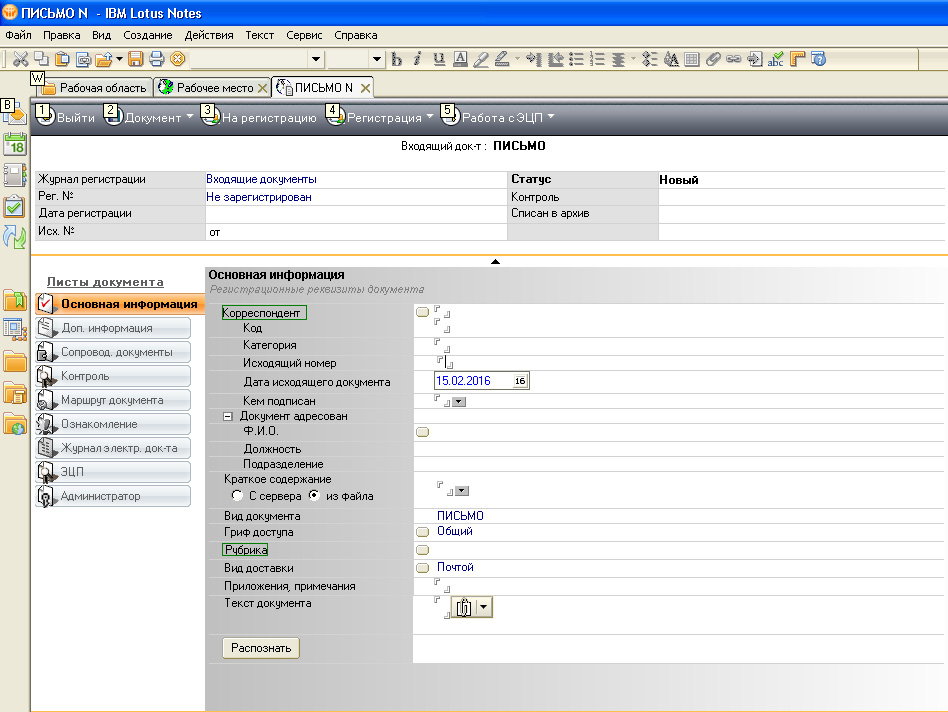 ПИСЬМО N - IBM Lotus Notes
Файл Правка Вид Создание Действия Текст Сервис Справка
b i U A A abc
W Рабочая область Рабочее место ПИСЬМО N
B
1 Выйти 2 Документ 3 На регистрацию 4 Регистрация 5 Работа с ЭЦП
18
Входящий док-т : ПИСЬМО
Журнал регистрации Входящие документы Статус Новый
Рег. № Не зарегистрирован Контроль
Дата регистрации Списан в архив
Исх. № от
Листы документа
Основная информация
Доп. информация
Сопровод. документы
Контроль
Маршрут документа
Ознакомление
Журнал электр. док-та
ЭЦП
Администратор
Основная информация
Регистрационные реквизиты документа
Корреспондент
Код
Категория
Исходящий номер
Дата исходящего документа 15.02.2016 16
Кем подписан
Документ адресован
Ф.И.О.
Должность
Подразделение
Краткое содержание
С сервера из файла
Вид документа ПИСЬМО
Гриф доступа Общий
Рубрика
Вид доставки Почтой
Приложения, примечания
Текст документа
Распознать